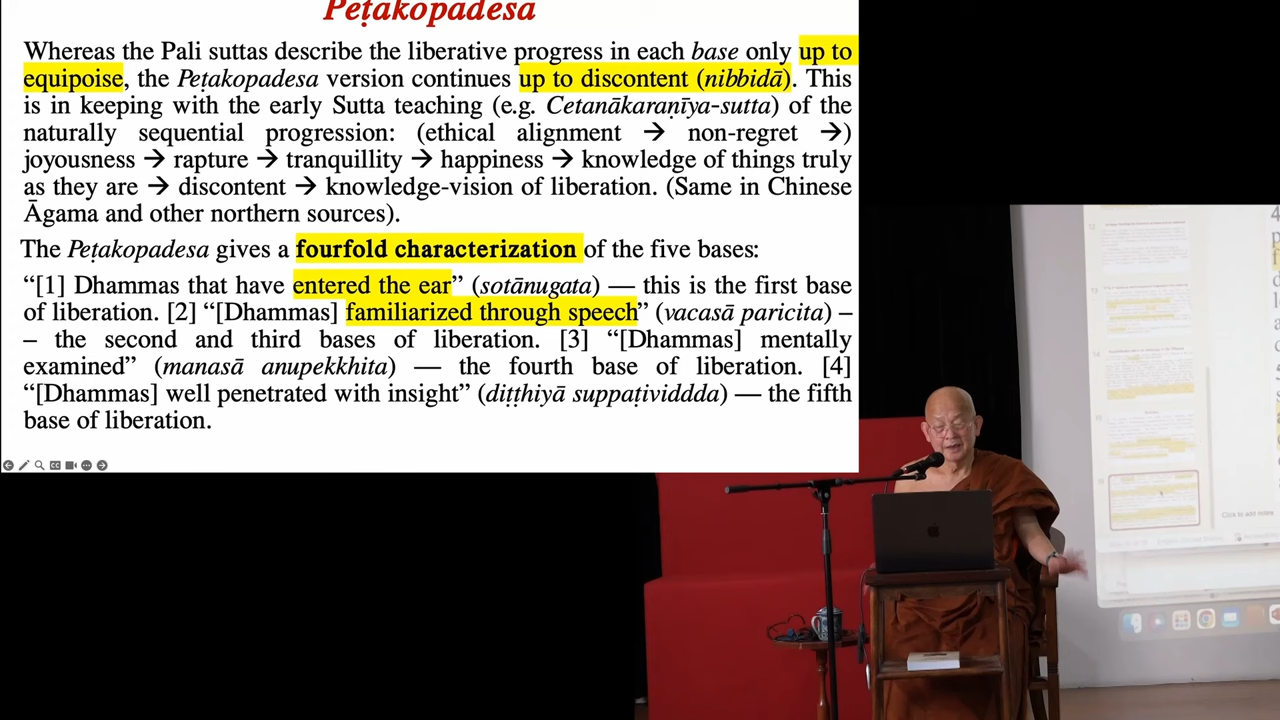 Peṭakopadesa
Whereas the Pali suttas describe the liberative progress in each base only up to
equipoise, the Peṭakopadesa version continues up to discontent (nibbidā). This
is in keeping with the early Sutta teaching (e.g. Cetanākaraṇīya-sutta) of the
naturally sequential progression: (ethical alignment → non-regret →)
joyousness → rapture → tranquillity → happiness → knowledge of things truly
as they are → discontent → knowledge-vision of liberation. (Same in Chinese
Āgama and other northern sources).
The Peṭakopadesa gives a fourfold characterization of the five bases:
“[1] Dhammas that have entered the ear” (sotānugata) — this is the first base
of liberation. [2] “[Dhammas] familiarized through speech” (vacasā paricita) –
– the second and third bases of liberation. [3] “[Dhammas] mentally
examined” (manasā anupekkhita) — the fourth base of liberation. [4]
“[Dhammas] well penetrated with insight” (diṭṭhiyā suppaṭividdda) — the fifth
base of liberation.
Click to add notes